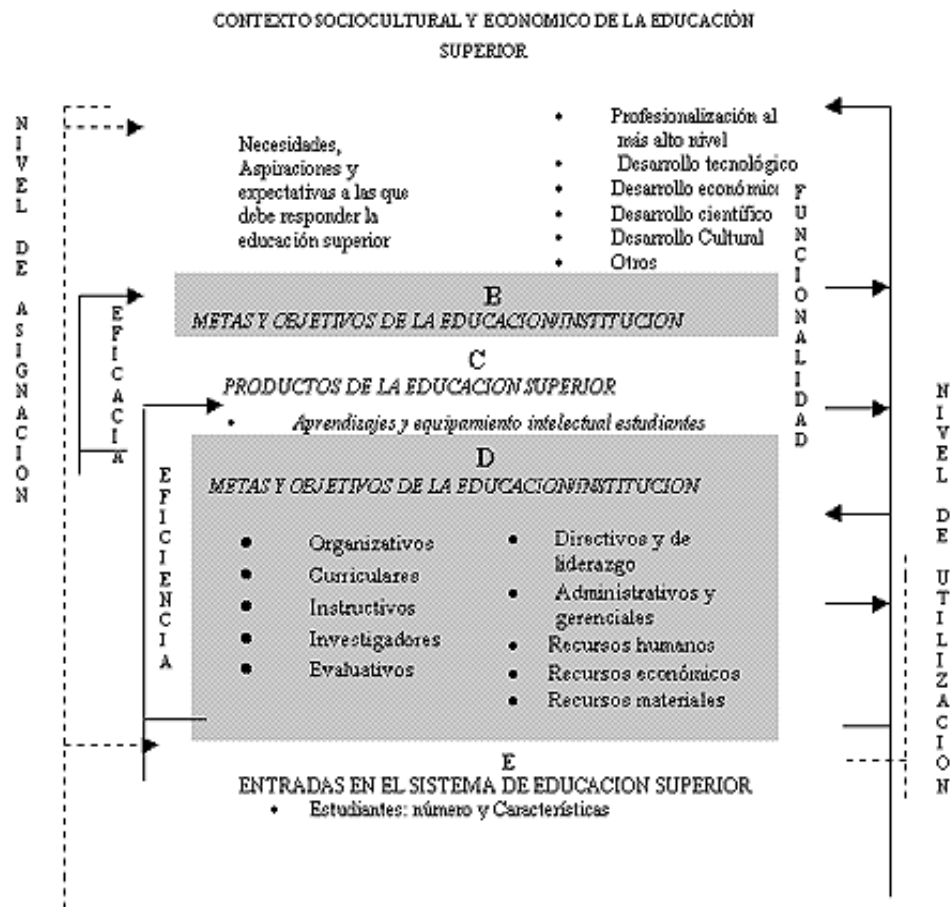 CONTEXTO SOCIOCULTURAL Y ECONOMICO DE LA EDUCACIÓN
SUPERIOR
NIVEL DE ASIGNACION
Necesidades,
Aspiraciones y
expectativas a las que
debe responder la
educación superior
• Profesionalización al
más alto nivel
• Desarrollo tecnológico
• Desarrollo económico
• Desarrollo científico
• Desarrollo Cultural
• Otros
FUNCIONALIDAD
EFICACIA
B
METAS Y OBJETIVOS DE LA EDUCACION/INSTITUCION
C
PRODUCTOS DE LA EDUCACION SUPERIOR
• Aprendizajes y equipamiento intelectual estudiantes
NIVEL DE UTILIZACION
EFICIENCIA
D
METAS Y OBJETIVOS DE LA EDUCACION/INSTITUCION
• Organizativos
• Curriculares
• Instructivos
• Investigadores
• Evaluativos
• Directivos y de
liderazgo
• Administrativos y
gerenciales
• Recursos humanos
• Recursos económicos
• Recursos materiales
E
ENTRADAS EN EL SISTEMA DE EDUCACION SUPERIOR
• Estudiantes: número y Características